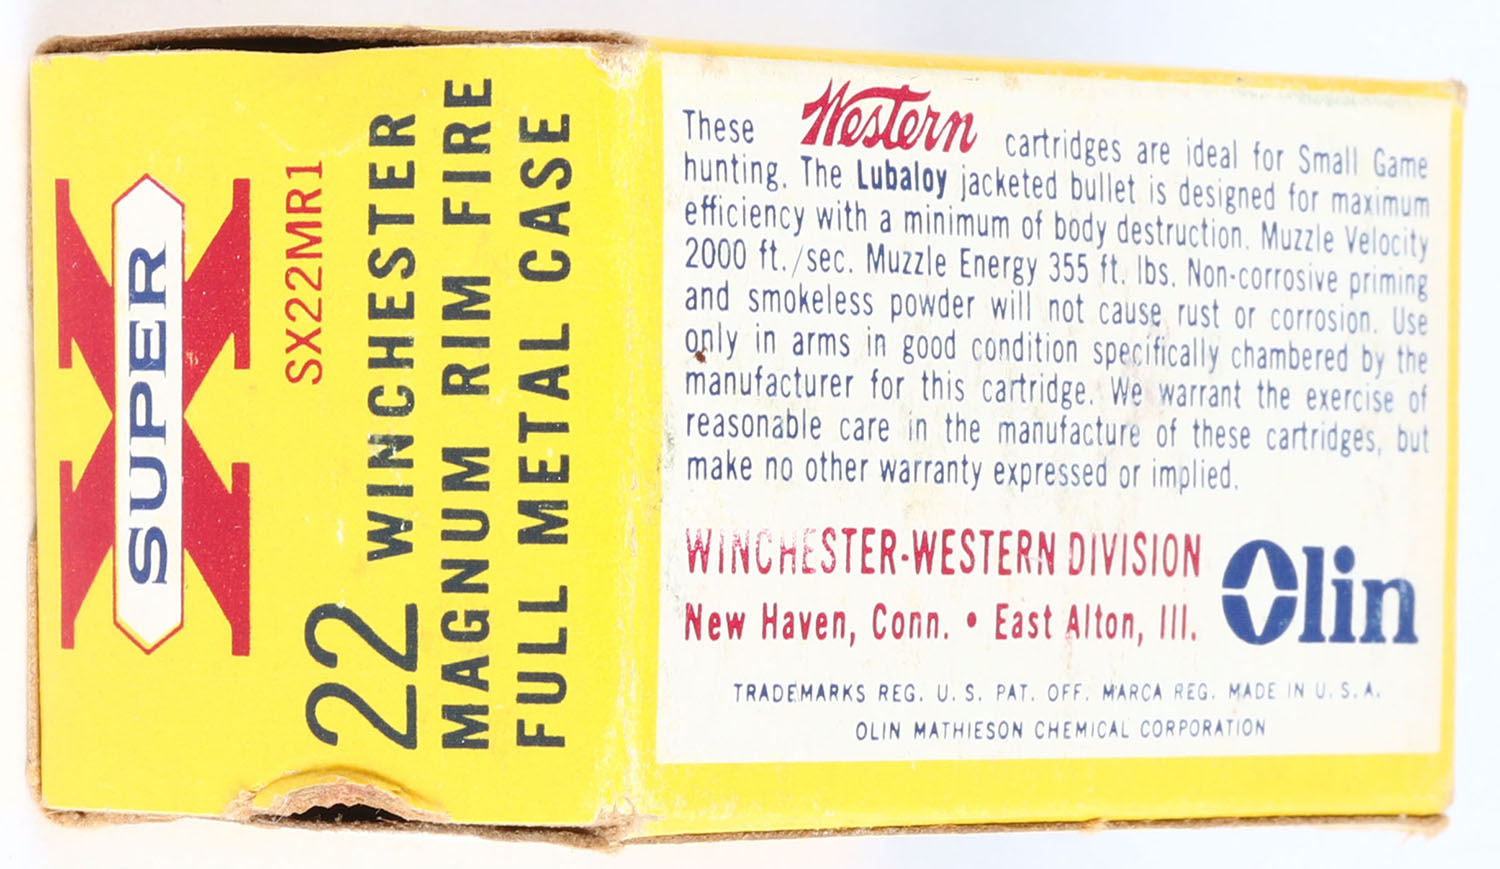 SUPER X
SX22MR1
22 WINCHESTER
MAGNUM RIM FIRE
FULL METAL CASE
These Western cartridges are ideal for Small Game
hunting. The Lubaloy jacketed bullet is designed for maximum
efficiency with a minimum of body destruction. Muzzle Velocity
2000 ft./sec. Muzzle Energy 355 ft. lbs. Non-corrosive priming
and smokeless powder will not cause rust or corrosion. Use
only in arms in good condition specifically chambered by the
manufacturer for this cartridge. We warrant the exercise of
reasonable care in the manufacture of these cartridges, but
make no other warranty expressed or implied.
WINCHESTER-WESTERN DIVISION
New Haven, Conn. • East Alton, Ill.
Olin
TRADEMARKS REG. U. S. PAT. OFF. MARCA REG. MADE IN U. S. A.
OLIN MATHIESON CHEMICAL CORPORATION